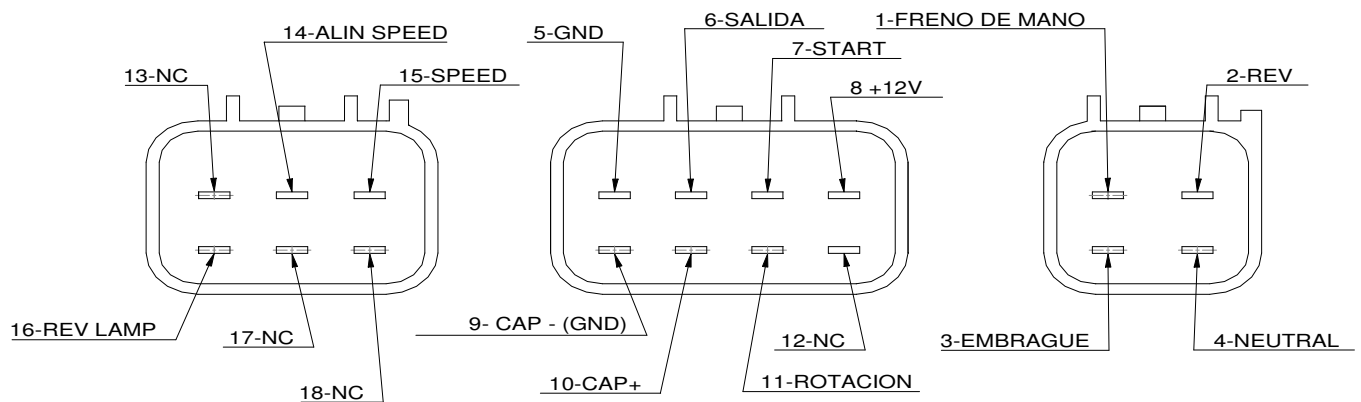 14-ALIN SPEED
13-NC
15-SPEED
16-REV LAMP
17-NC
18-NC
5-GND
6-SALIDA
7-START
8 +12V
9- CAP - (GND)
10-CAP+
11-ROTACION
12-NC
1-FRENO DE MANO
2-REV
3-EMBRAGUE
4-NEUTRAL